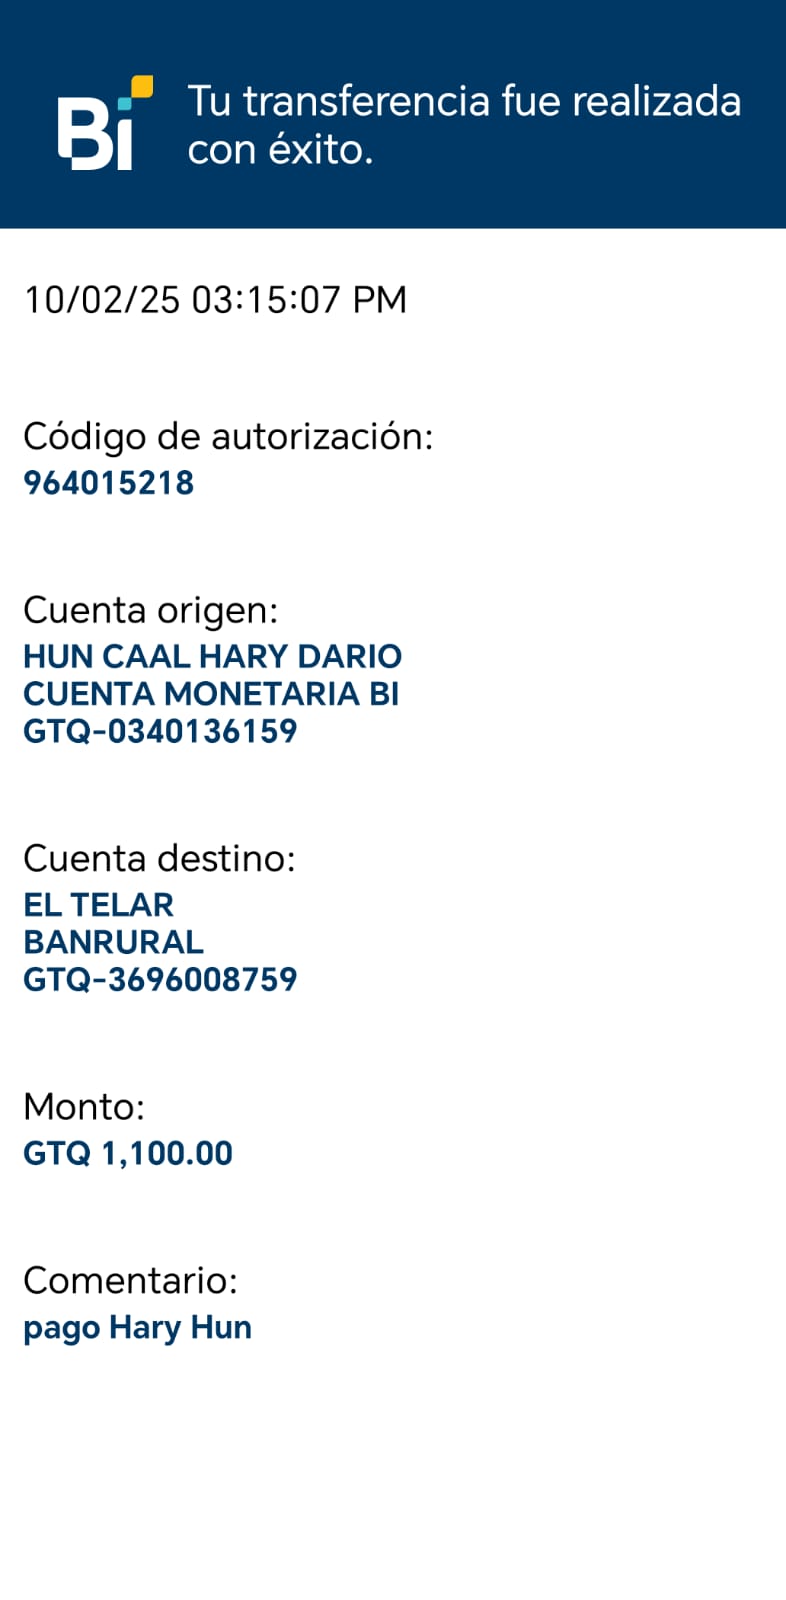 Bi
Tu transferencia fue realizada
con éxito.
10/02/25 03:15:07 PM
Código de autorización:
964015218
Cuenta origen:
HUN CAAL HARY DARIO
CUENTA MONETARIA BI
GTQ-0340136159
Cuenta destino:
EL TELAR
BANRURAL
GTQ-3696008759
Monto:
GTQ 1,100.00
Comentario:
pago Hary Hun